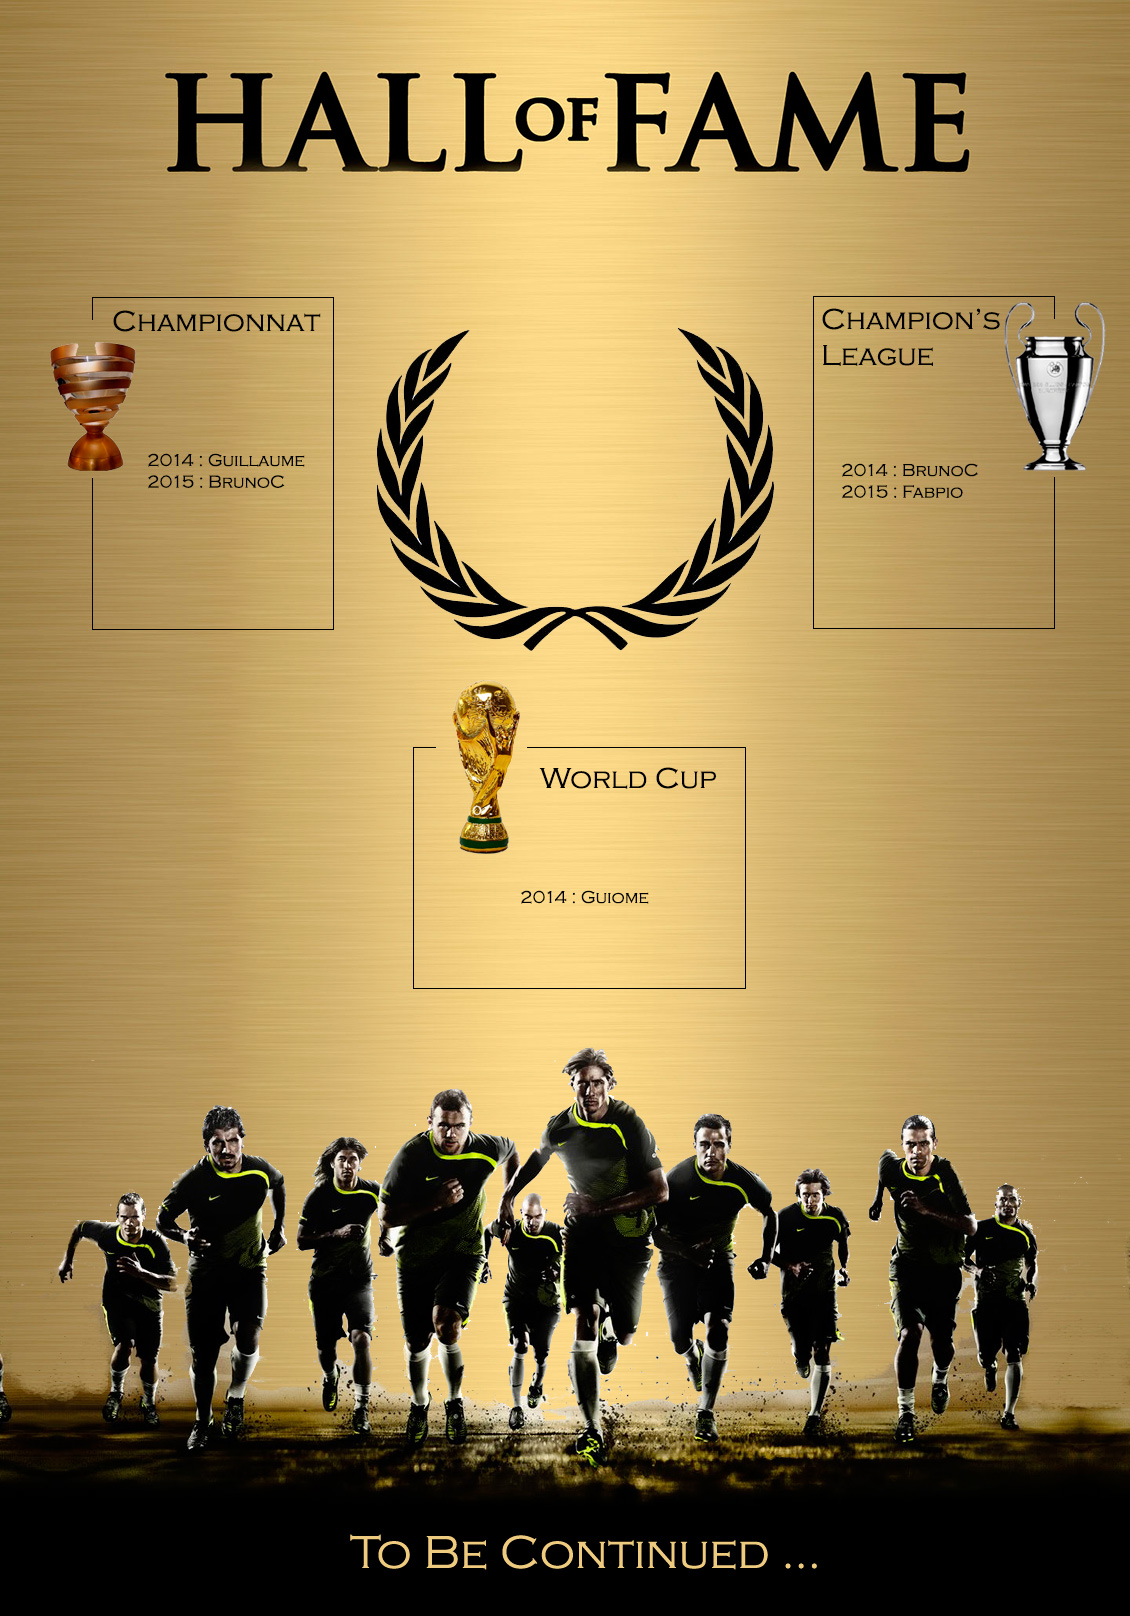 HALL OF FAME
CHAMPIONNAT
2014 : GUILLAUME
2015 : BRUNOC
CHAMPION'S
LEAGUE
2014 : BRUNOC
2015 : FABPIO
WORLD CUP
2014 : GUIOME
TO BE CONTINUED ...